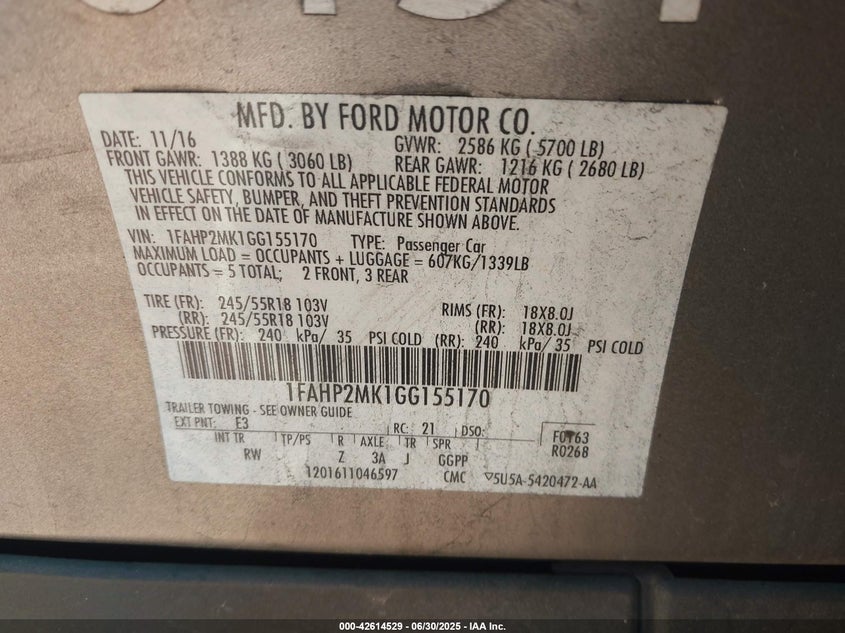 MFD. BY FORD MOTOR CO.
DATE: 11/16 GVWR: 2586 KG ( 5700 LB)
FRONT GAWR: 1388 KG ( 3060 LB) REAR GAWR: 1216 KG ( 2680 LB)
THIS VEHICLE CONFORMS TO ALL APPLICABLE FEDERAL MOTOR
VEHICLE SAFETY, BUMPER, AND THEFT PREVENTION STANDARDS
IN EFFECT ON THE DATE OF MANUFACTURE SHOWN ABOVE.
VIN: 1FAHP2MK1GG155170 TYPE: Passenger Car
MAXIMUM LOAD = OCCUPANTS + LUGGAGE = 607KG/1339LB
OCCUPANTS = 5 TOTAL; 2 FRONT, 3 REAR
TIRE (FR): 245/55R18 103V RIMS (FR): 18X8.0J
(RR): 245/55R18 103V (RR): 18X8.0J
PRESSURE (FR): 240 kPa/ 35 PSI COLD (RR): 240 kPa/ 35 PSI COLD
1FAHP2MK1GG155170
TRAILER TOWING - SEE OWNER GUIDE
EXT PNT: E3 RC: 21 DSO: F0163
INT TR TP/PS R AXLE TR SPR R0268
RW Z 3A J GGPP
1201611046597 CMC ▽5U5A-5420472-AA
000-42614529 - 06/30/2025 - IAA Inc.